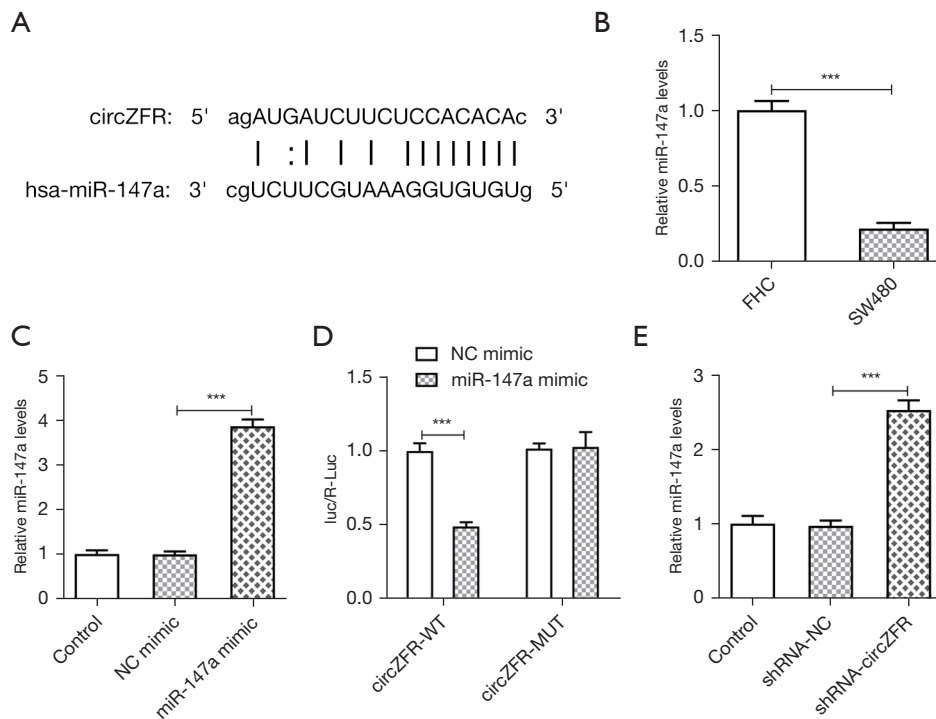 A
circZFR: 5' agAUGAUCUUCUCCACACAc 3'
hsa-miR-147a: 3' cgUCUUCGUAAAGGUGUGUg 5'
B
Relative miR-147a levels
1.5
1.0
0.5
0.0
***
FHC
SW480
C
Relative miR-147a levels
5
4
3
2
1
0
***
Control
NC mimic
miR-147a mimic
D
NC mimic
miR-147a mimic
luc/R-Luc
1.5
1.0
0.5
0.0
***
circZFR-WT
circZFR-MUT
E
Relative miR-147a levels
3
2
1
0
***
Control
shRNA-NC
shRNA-circZFR